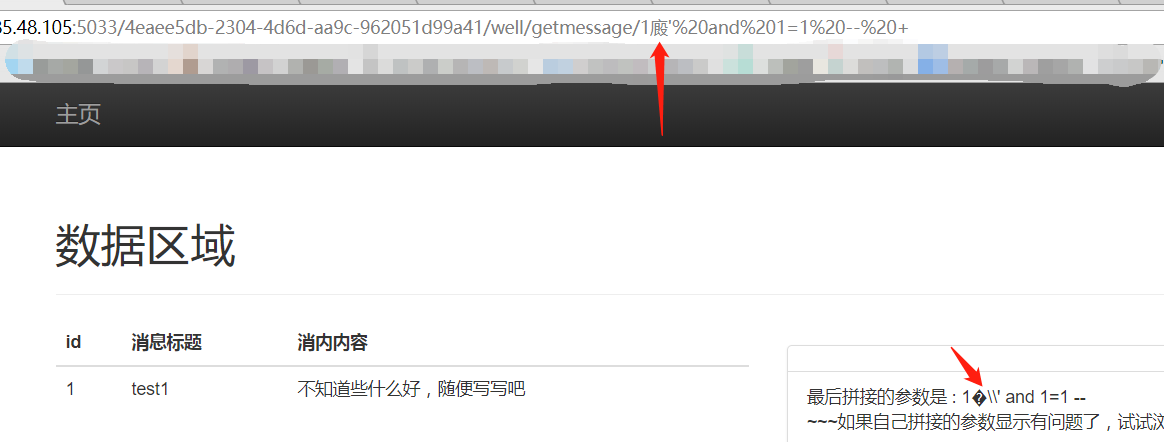 35.48.105:5033/4eaee5db-2304-4d6d-aa9c-962051d99a41/well/getmessage/1廄'%20and%201=1%20--%20+
主页
数据区域
id 消息标题 消内内容
1 test1 不知道些什么好，随便写写吧
最后拼接的参数是 : 1�\\' and 1=1 --
~~~如果自己拼接的参数显示有问题了，试试浏